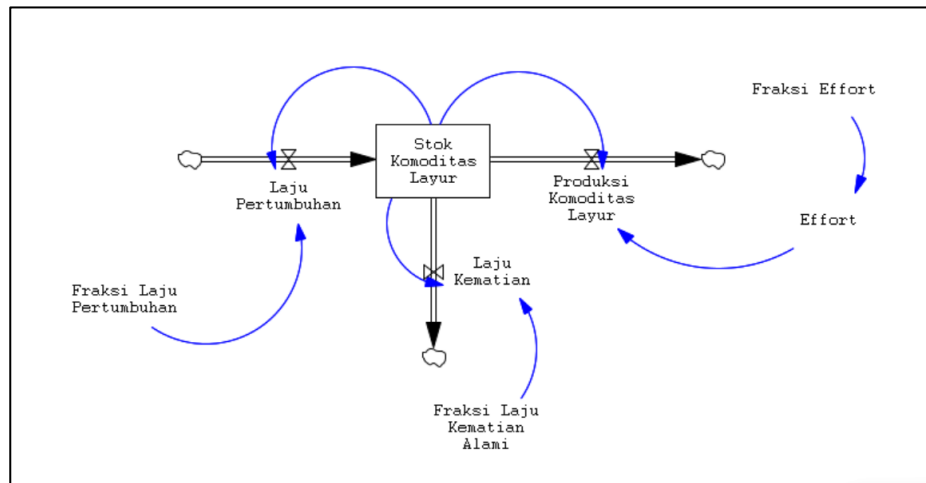 Fraksi Effort
Stok
Komoditas
Layur
Laju
Pertumbuhan
Produksi
Komoditas
Layur
Effort
Laju
Kematian
Fraksi Laju
Pertumbuhan
Fraksi Laju
Kematian
Alami